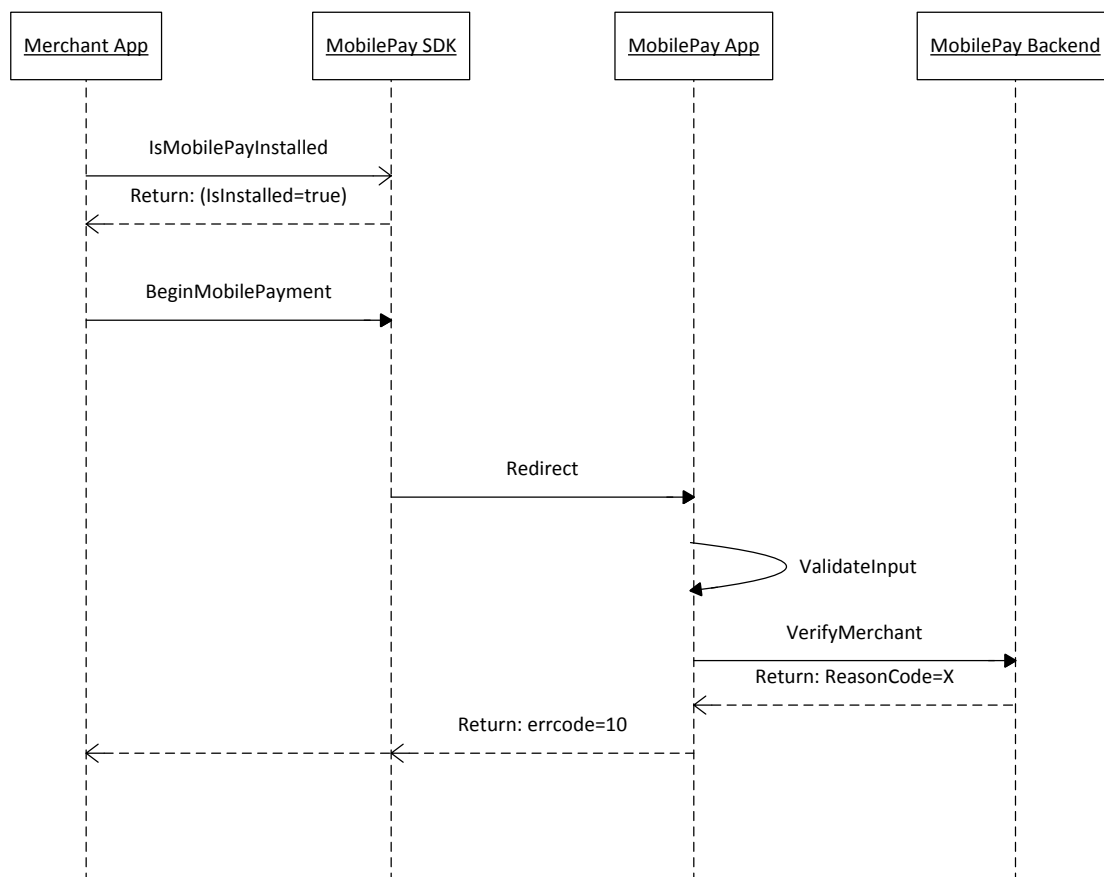 Merchant App
MobilePay SDK
MobilePay App
MobilePay Backend
IsMobilePayInstalled
Return: (IsInstalled=true)
BeginMobilePayment
Redirect
ValidateInput
VerifyMerchant
Return: ReasonCode=X
Return: errcode=10